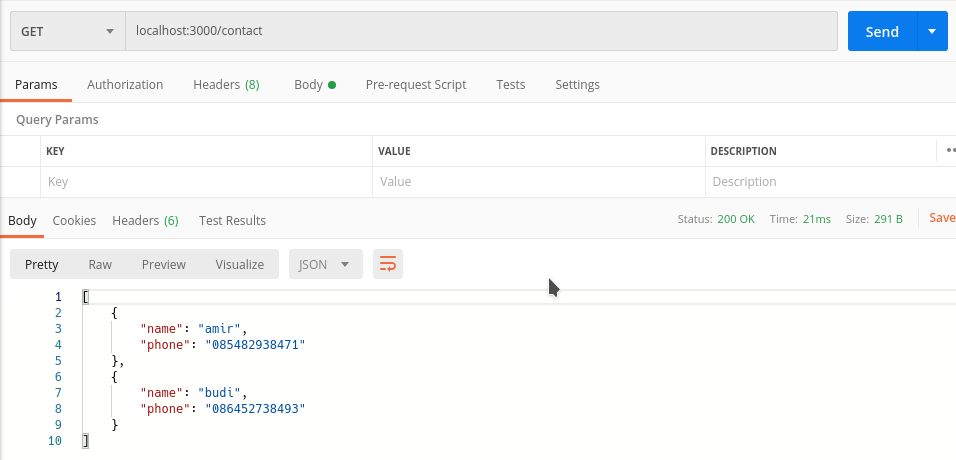 GET localhost:3000/contact Send
Params Authorization Headers (8) Body Pre-request Script Tests Settings
Query Params
KEY VALUE DESCRIPTION
Key Value Description
Body Cookies Headers (6) Test Results Status: 200 OK Time: 21ms Size: 291 B Save
Pretty Raw Preview Visualize JSON
1 [
2 {
3 "name": "amir",
4 "phone": "085482938471"
5 },
6 {
7 "name": "budi",
8 "phone": "086452738493"
9 }
10 ]